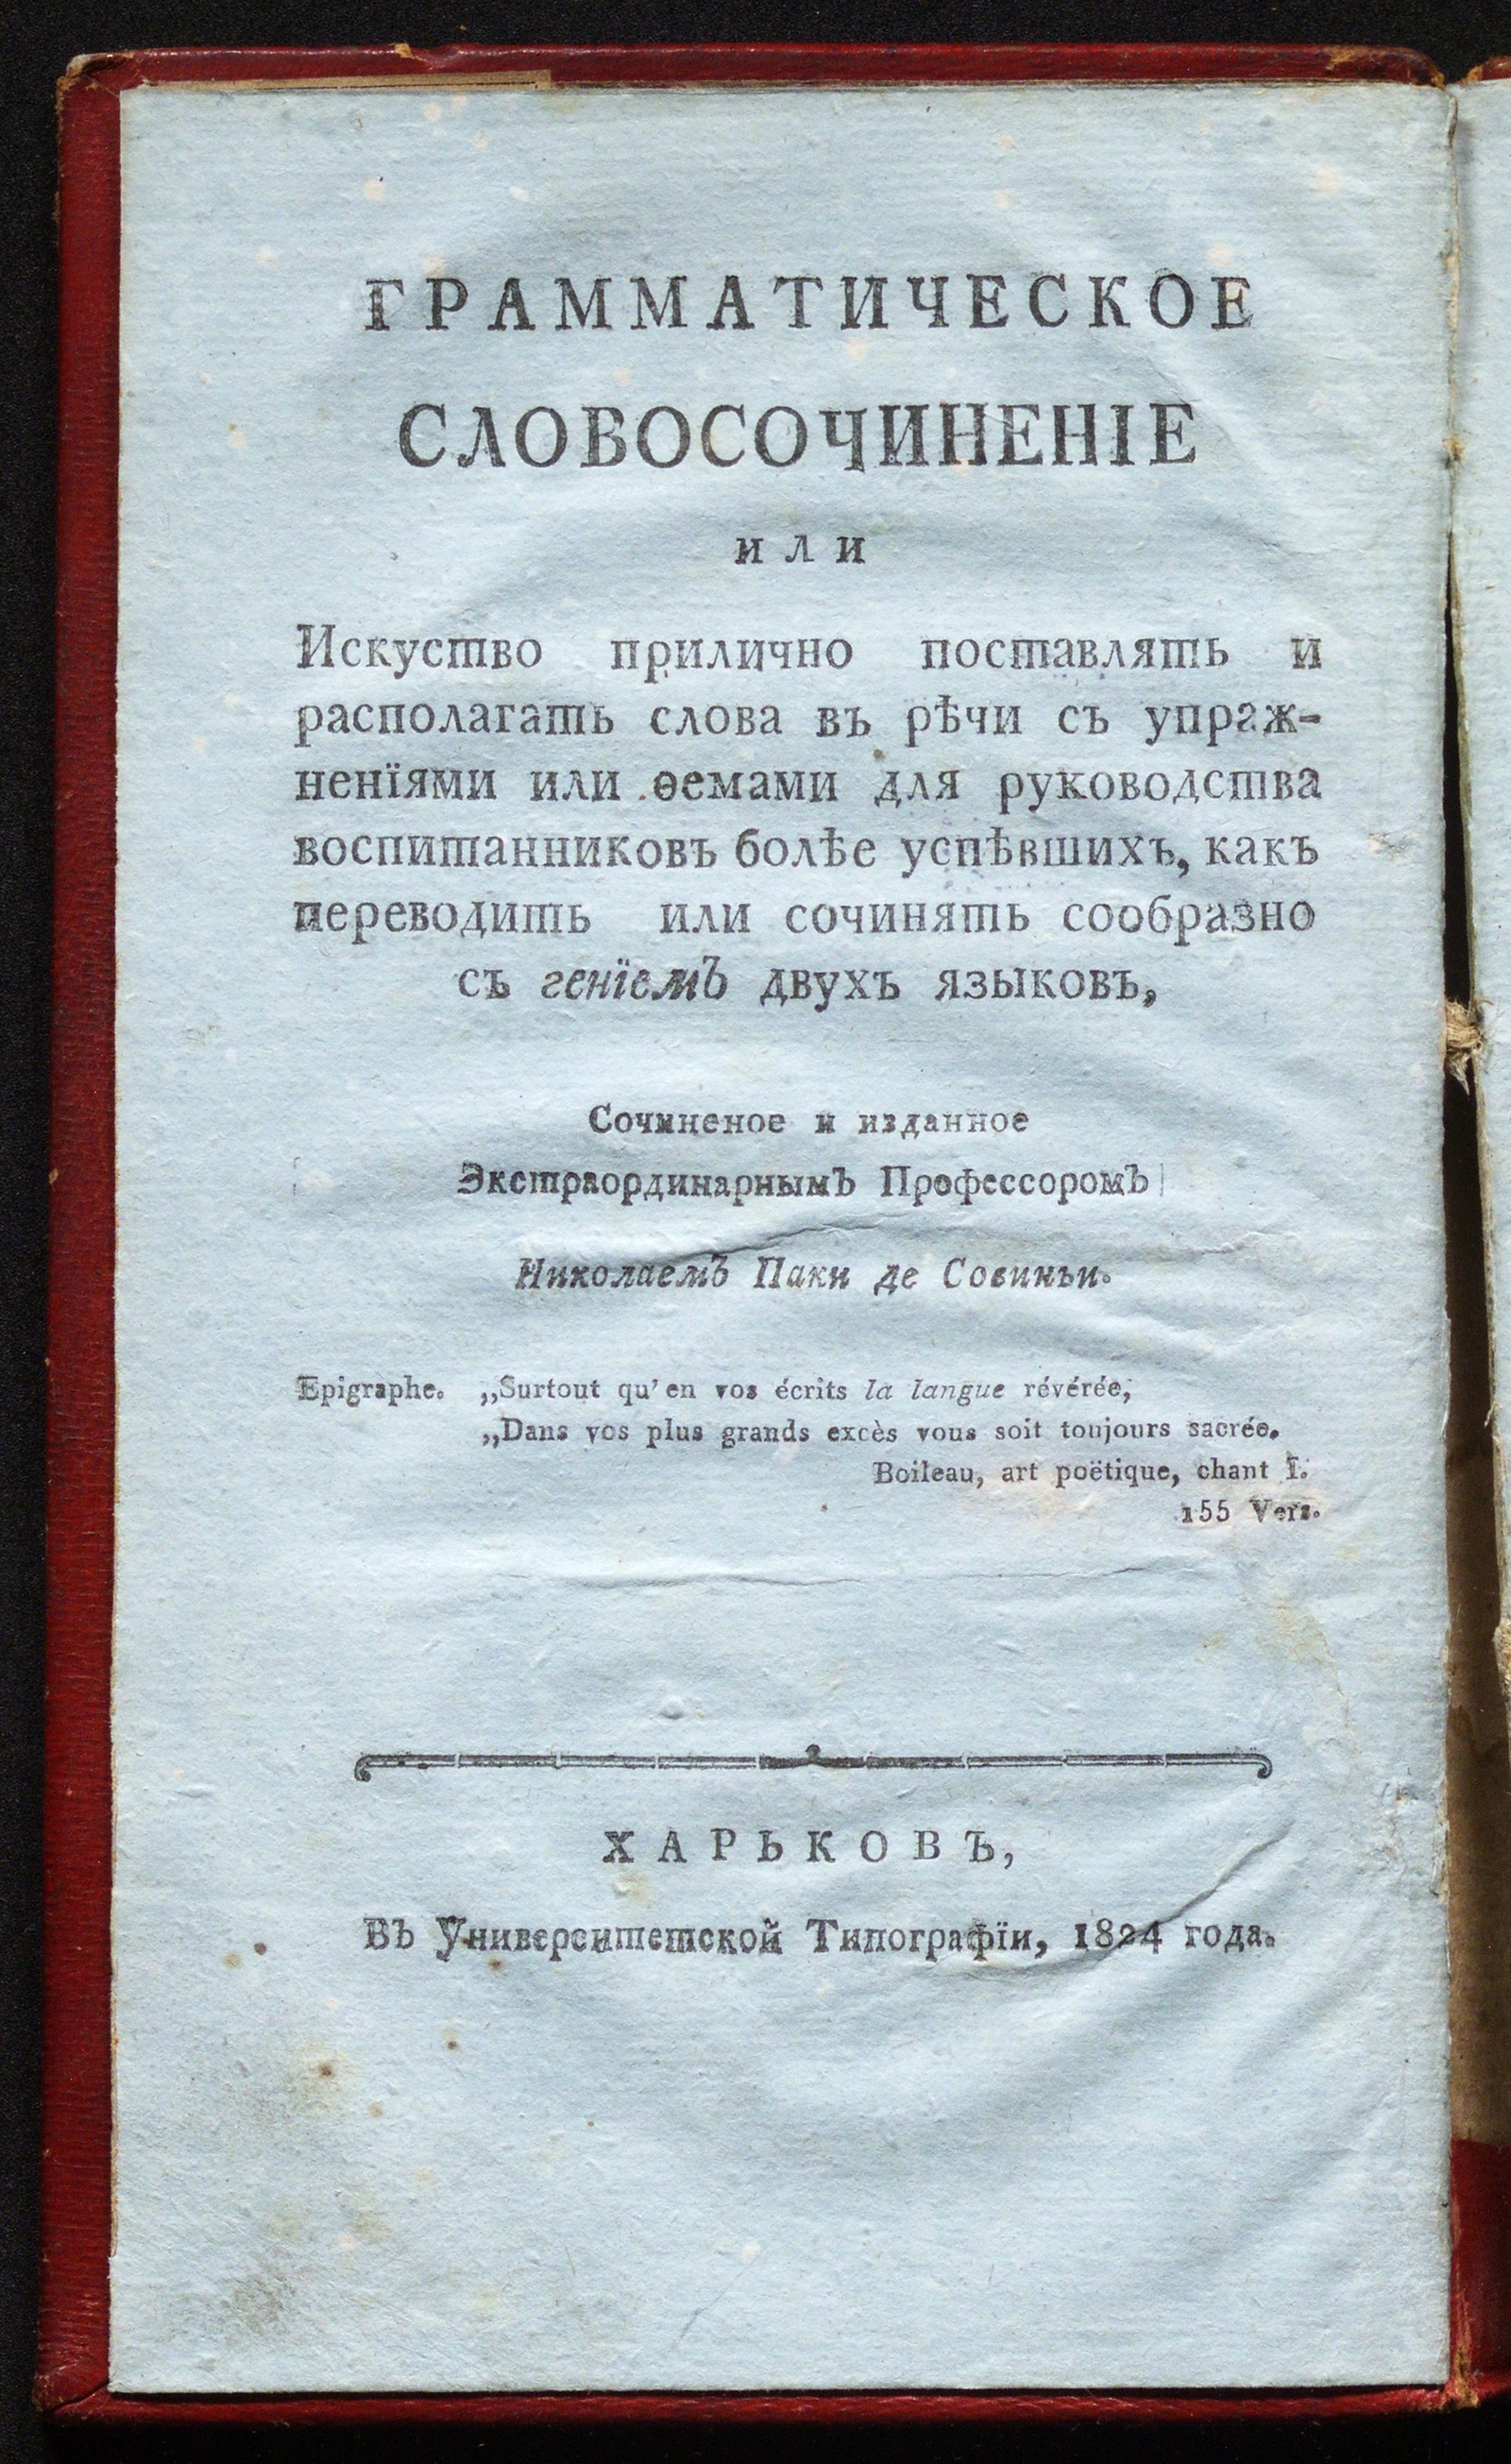 ГРАММАТИЧЕСКОЕ
СЛОВОСОЧИНЕНІЕ
или
Искуство прилично поставлять и
располагать слова въ рѣчи съ упраж-
ненїями или ѳемами для руководства
воспитанниковъ болѣе успѣвшихъ, какъ
переводить или сочинять сообразно
съ генїемъ двухъ языковъ,
Сочиненое и изданное
Экстраординарнымъ Профессоромъ
Николаемъ Паки де Совиньи.
Epigraphe. „Surtout qu'en vos écrits la langue révérée,
„Dans vos plus grands excès vous soit toujours sacrée.
Boileau, art poëtique, chant I.
155 Vers.
ХАРЬКОВЪ,
Въ Университетской Типографїи, 1824 года.